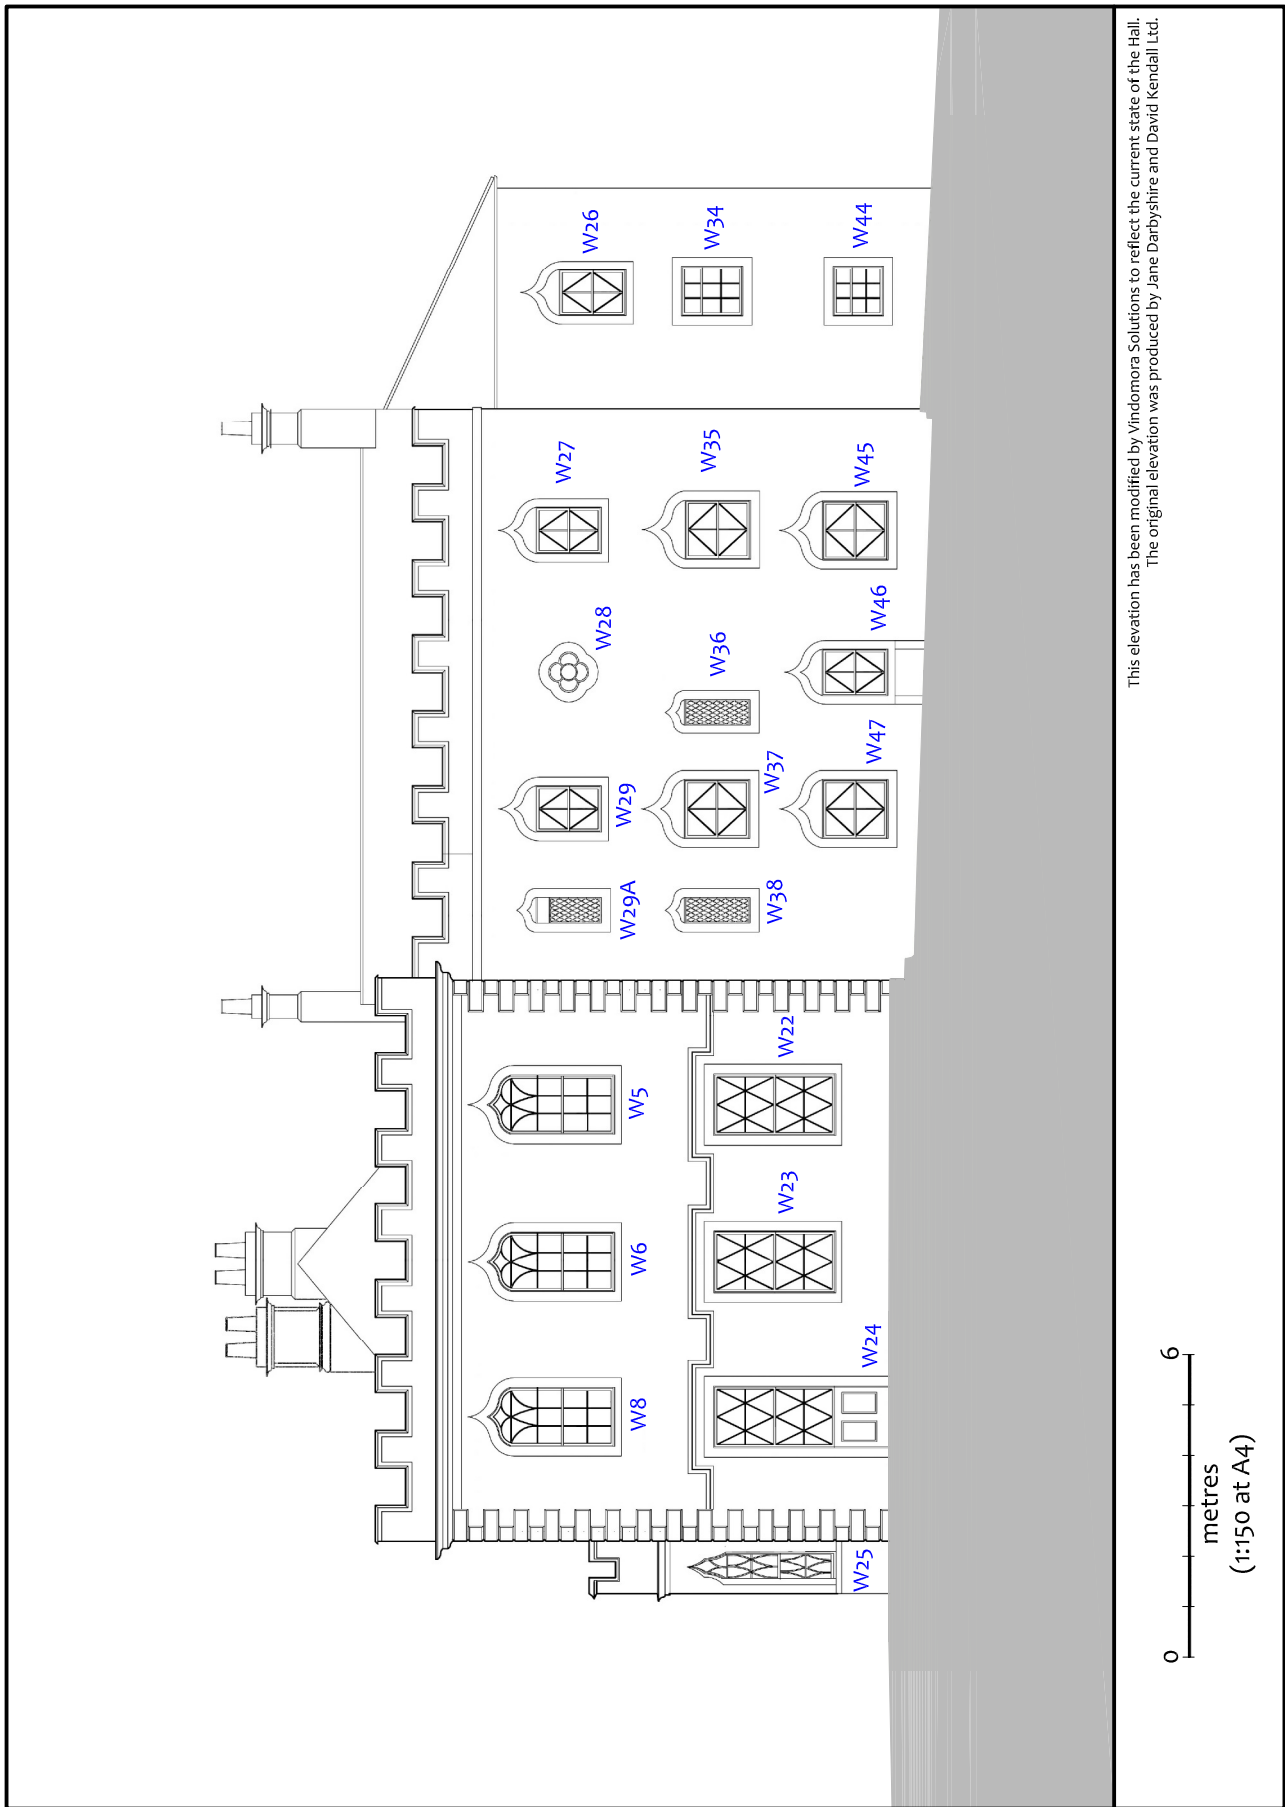 W8
W6
W5
W29A
W29
W28
W27
W26
W38
W37
W36
W35
W34
W25
W24
W23
W22
W47
W46
W45
W44
0
6
metres
(1:150 at A4)
This elevation has been modified by Vindomora Solutions to reflect the current state of the Hall.
The original elevation was produced by Jane Darbyshire and David Kendall Ltd.